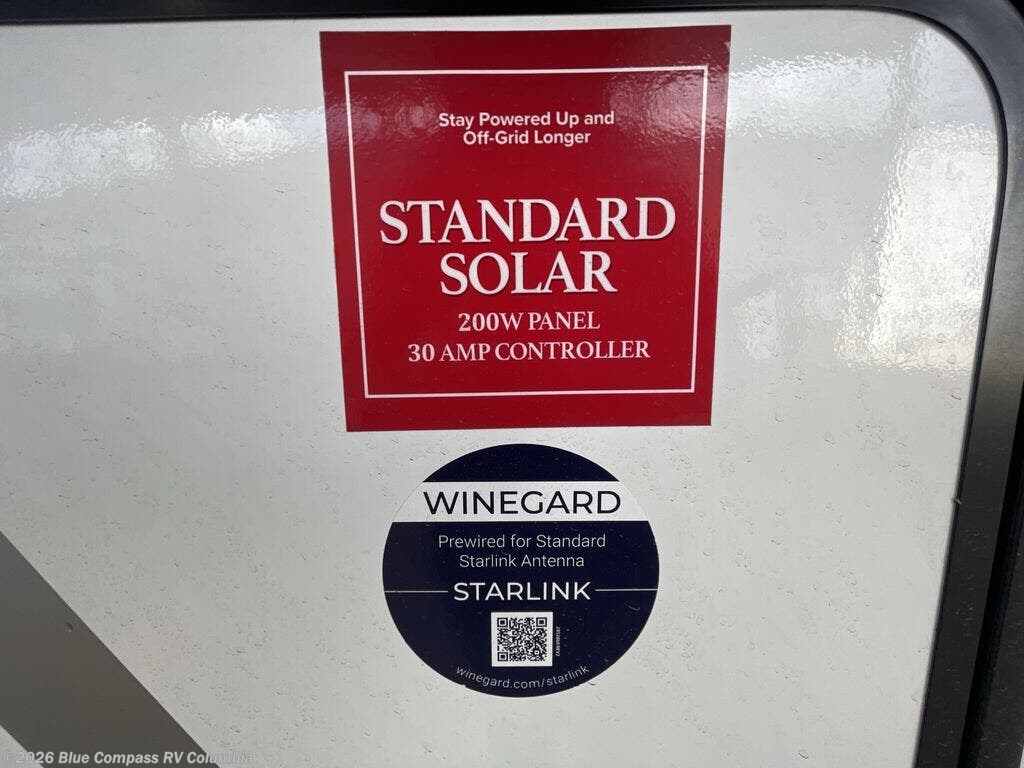 Stay Powered Up and
Off-Grid Longer
STANDARD
SOLAR
200W PANEL
30 AMP CONTROLLER
WINEGARD
Prewired for Standard
Starlink Antenna
STARLINK
winegard.com/starlink
©2026 Blue Compass RV Columbia